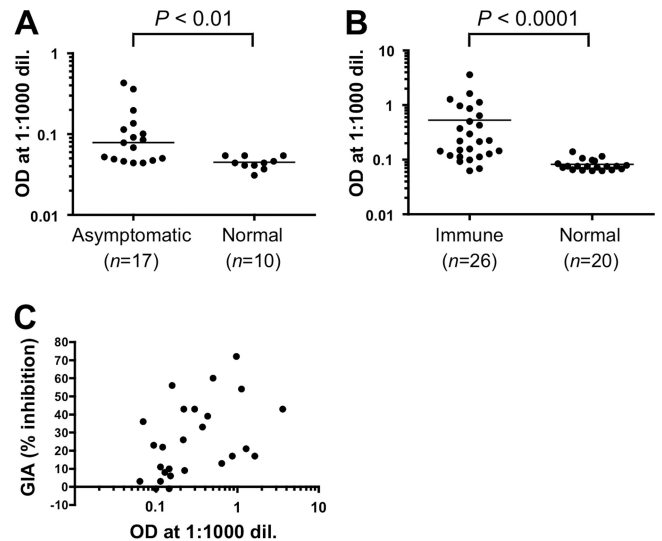 A
P < 0.01
OD at 1:1000 dil.
1
0.1
0.01
Asymptomatic
(n=17)
Normal
(n=10)
B
P < 0.0001
OD at 1:1000 dil.
10
1
0.1
0.01
Immune
(n=26)
Normal
(n=20)
C
GIA (% inhibition)
80
70
60
50
40
30
20
10
0
-10
0.1
1
10
OD at 1:1000 dil.